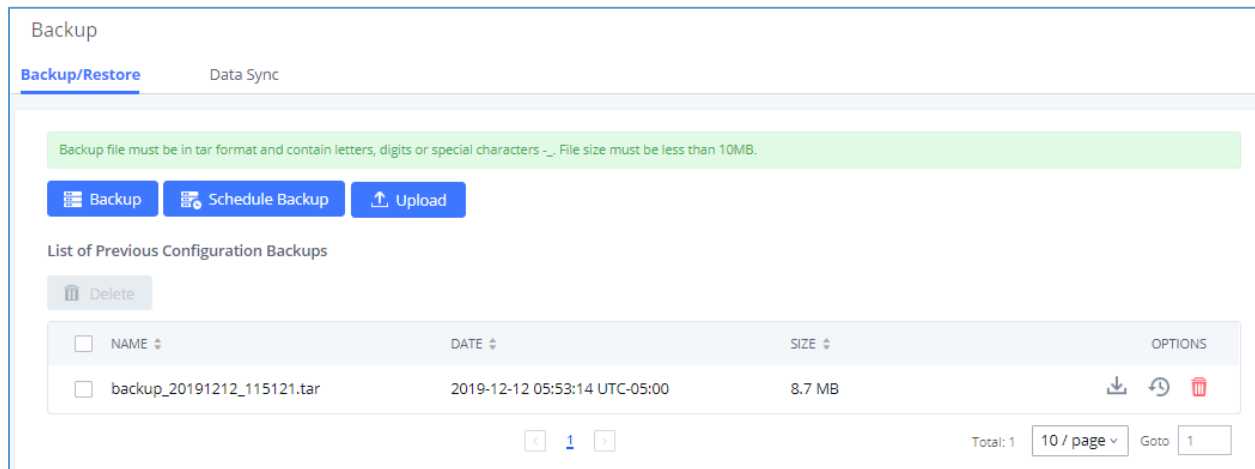 Backup
Backup/Restore Data Sync
Backup file must be in tar format and contain letters, digits or special characters -_. File size must be less than 10MB.
Backup Schedule Backup Upload
List of Previous Configuration Backups
Delete
NAME DATE SIZE OPTIONS
backup_20191212_115121.tar 2019-12-12 05:53:14 UTC-05:00 8.7 MB
< 1 > Total: 1 10 / page Goto 1